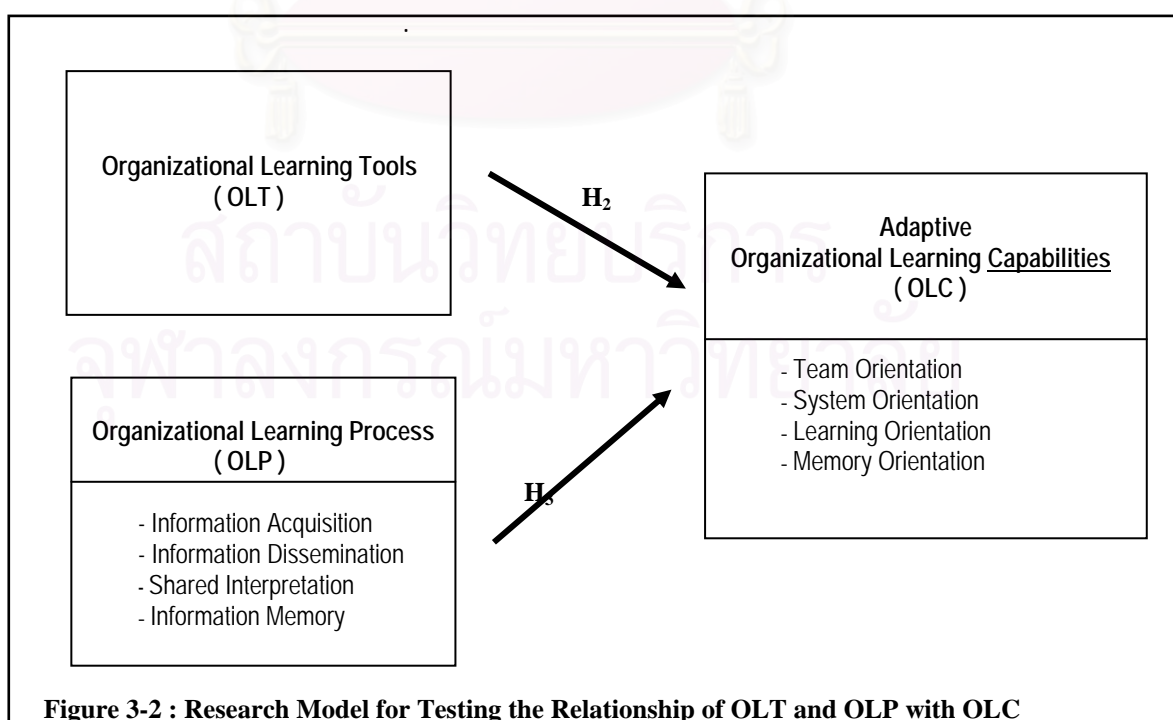 Organizational Learning Tools
( OLT )
H₂
Adaptive
Organizational Learning Capabilities
( OLC )
- Team Orientation
- System Orientation
- Learning Orientation
- Memory Orientation
Organizational Learning Process
( OLP )
- Information Acquisition
- Information Dissemination
- Shared Interpretation
- Information Memory
H₃
สถาบันวิทยบริการ
จุฬาลงกรณ์มหาวิทยาลัย
Figure 3-2 : Research Model for Testing the Relationship of OLT and OLP with OLC